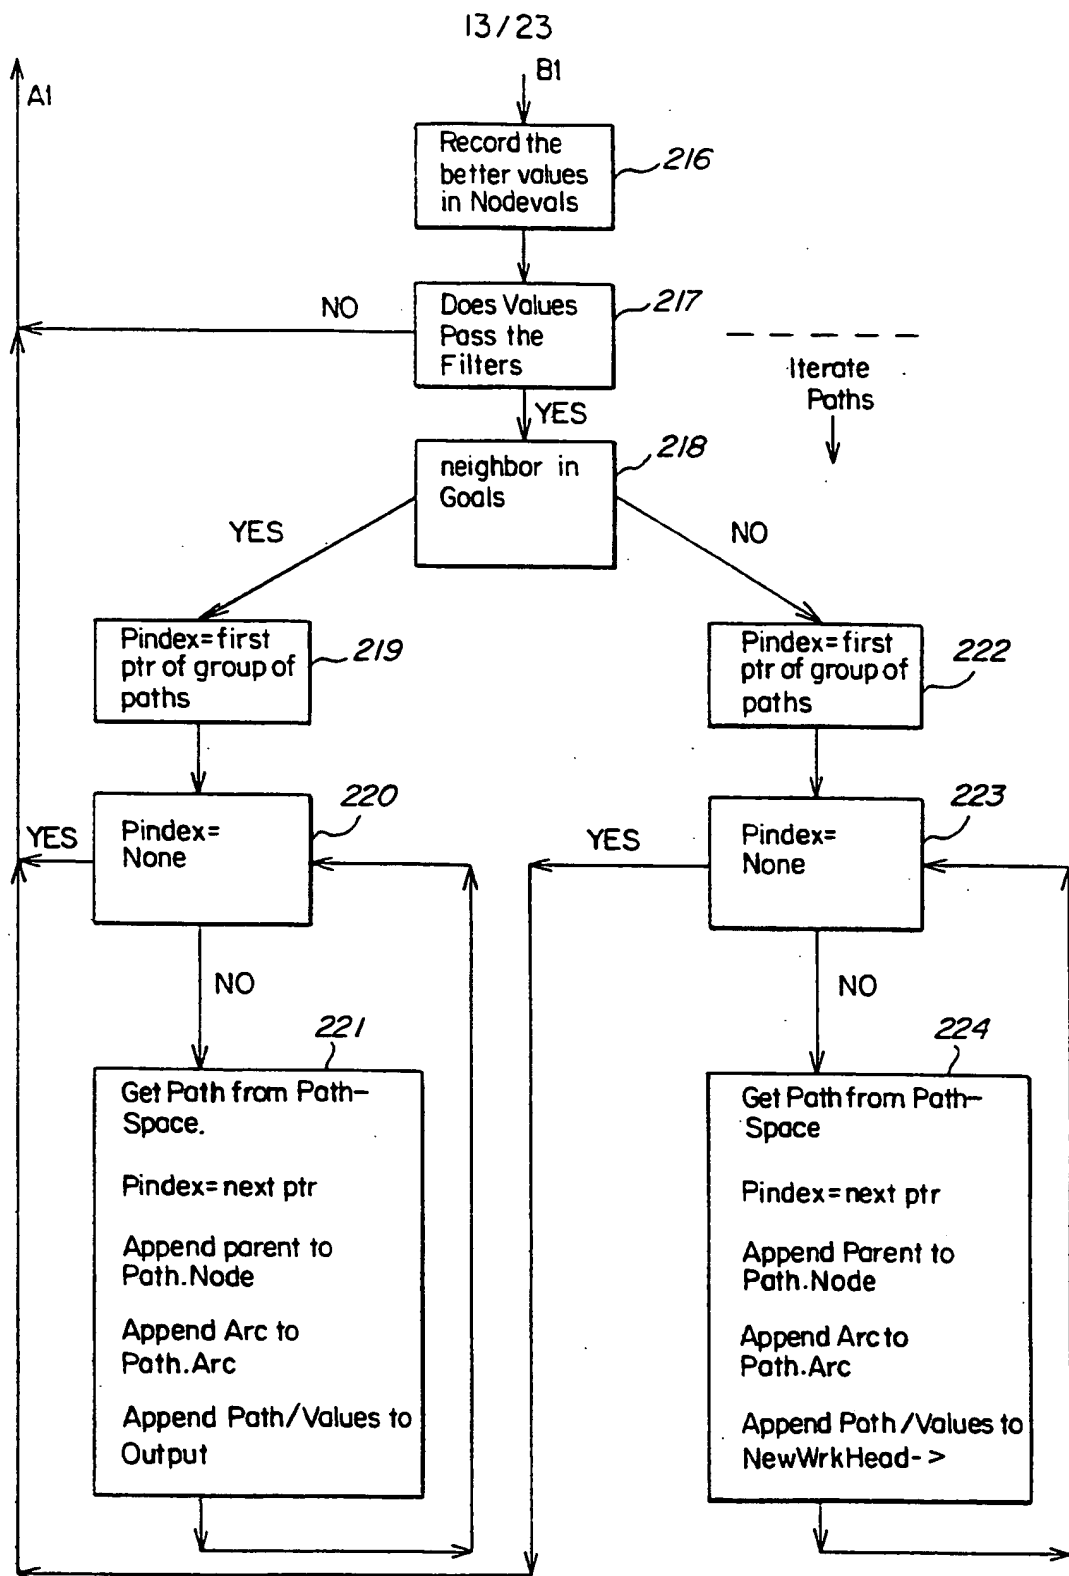 13/23
A1
B1
Record the
better values
in Nodevals
216
NO
Does Values
Pass the
Filters
217
Iterate
Paths
YES
neighbor in
Goals
218
YES
NO
Pindex=first
ptr of group of
paths
219
Pindex=first
ptr of group of
paths
222
YES
Pindex=
None
220
YES
Pindex=
None
223
NO
NO
221
Get Path from Path-
Space.
Pindex=next ptr
Append parent to
Path.Node
Append Arc to
Path.Arc
Append Path/Values to
Output
224
Get Path from Path-
Space
Pindex=next ptr
Append Parent to
Path.Node
Append Arc to
Path.Arc
Append Path/Values to
NewWrkHead->